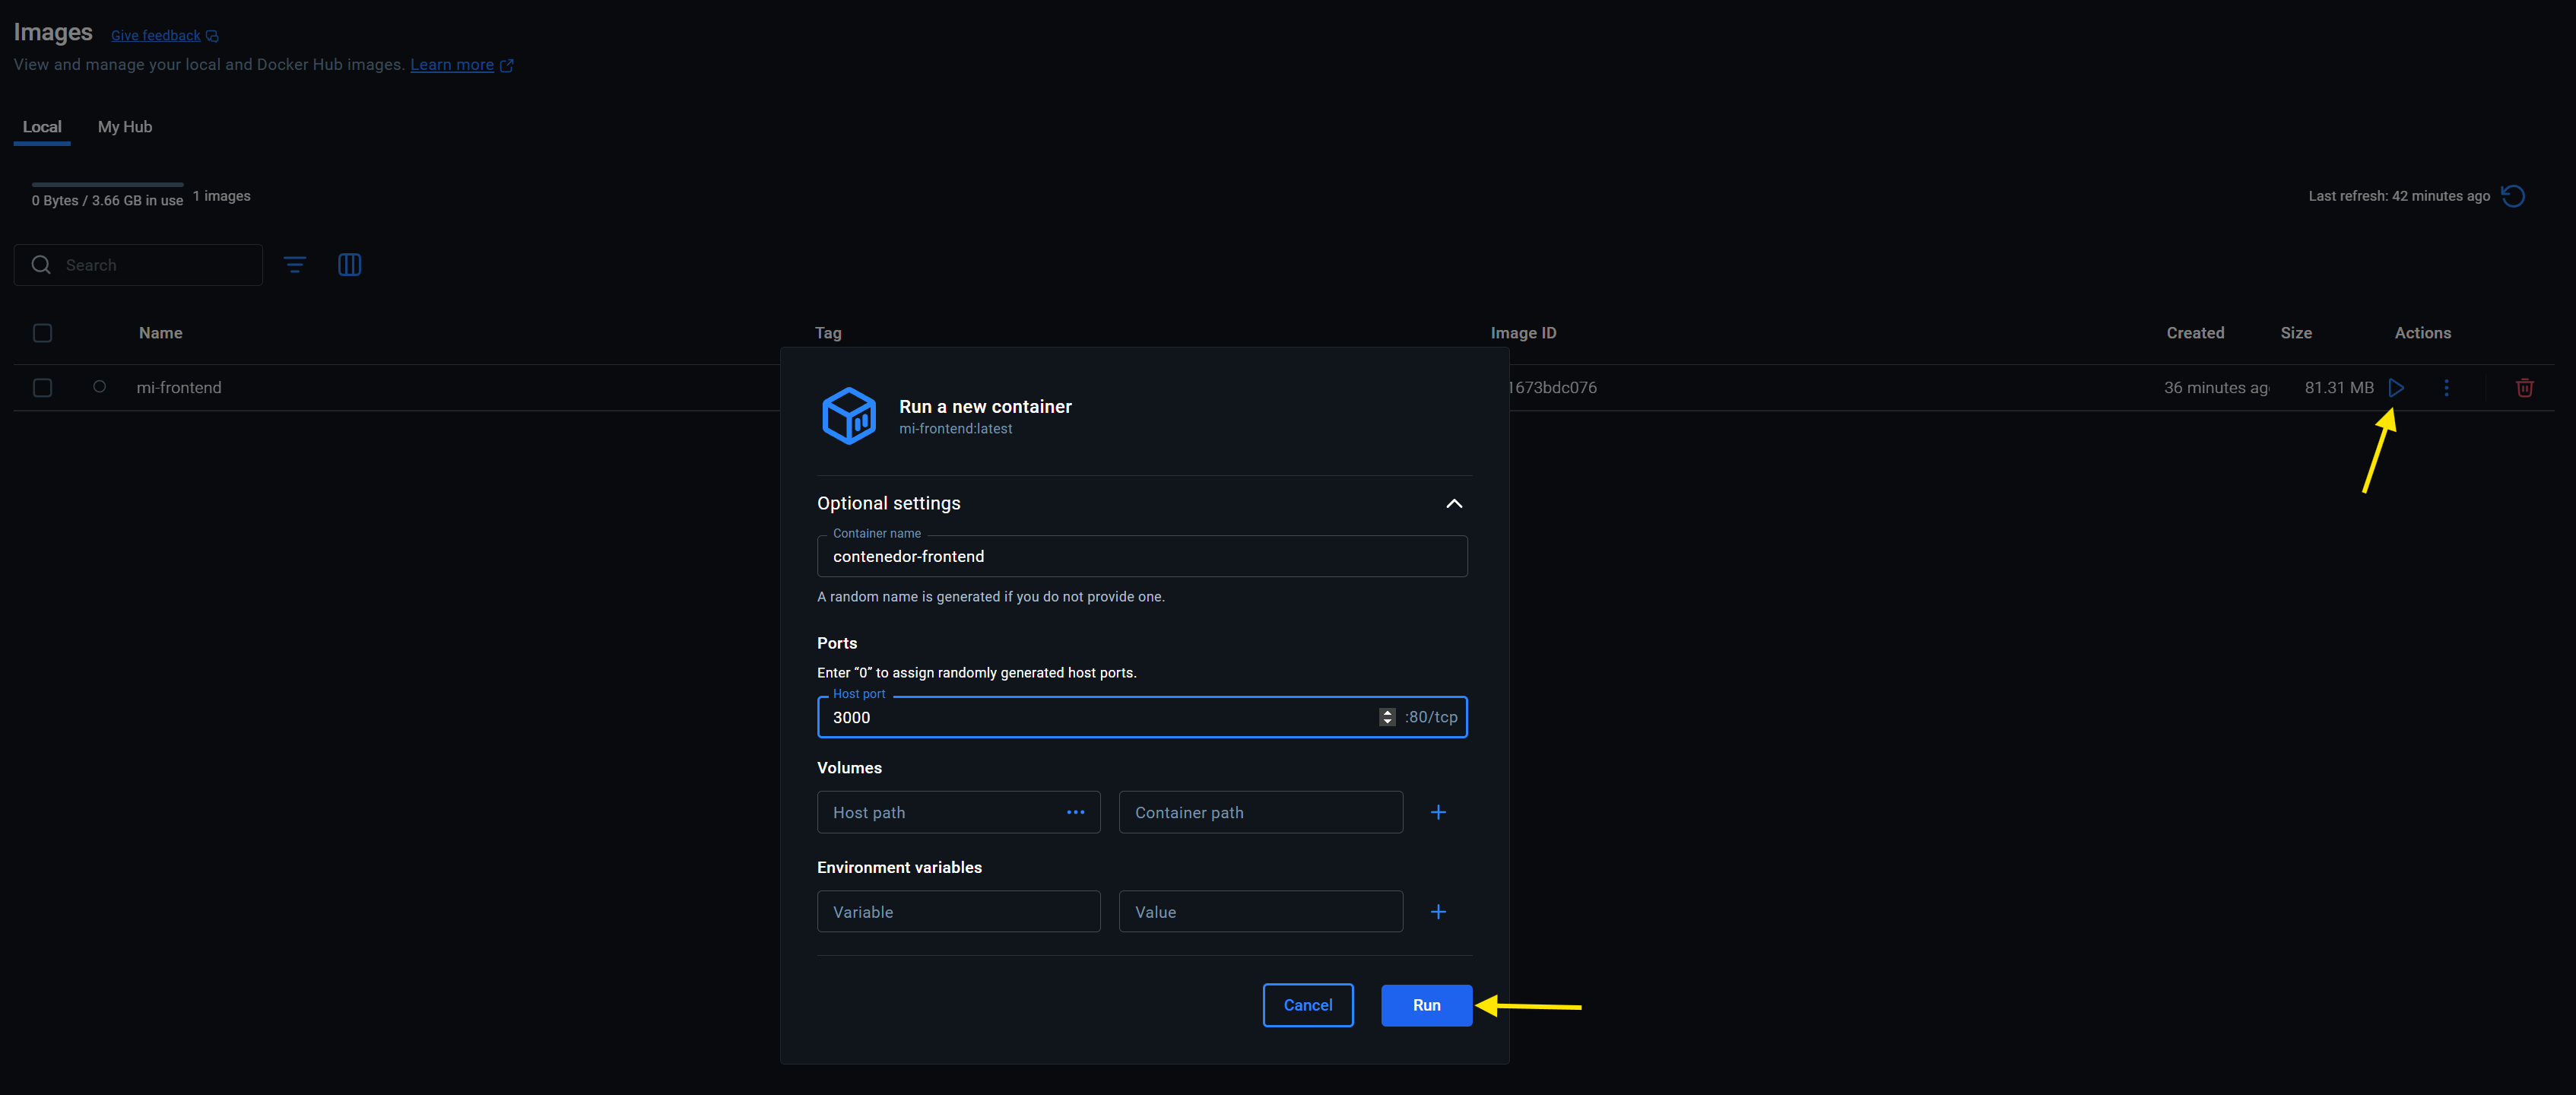 Images Give feedback
View and manage your local and Docker Hub images. Learn more
Local My Hub
0 Bytes / 3.66 GB in use 1 images
Last refresh: 42 minutes ago
Search
Name Tag Image ID Created Size Actions
mi-frontend 1673bdc076 36 minutes ag 81.31 MB
Run a new container
mi-frontend:latest
Optional settings
Container name
contenedor-frontend
A random name is generated if you do not provide one.
Ports
Enter “0” to assign randomly generated host ports.
Host port
3000 :80/tcp
Volumes
Host path Container path
Environment variables
Variable Value
Cancel Run